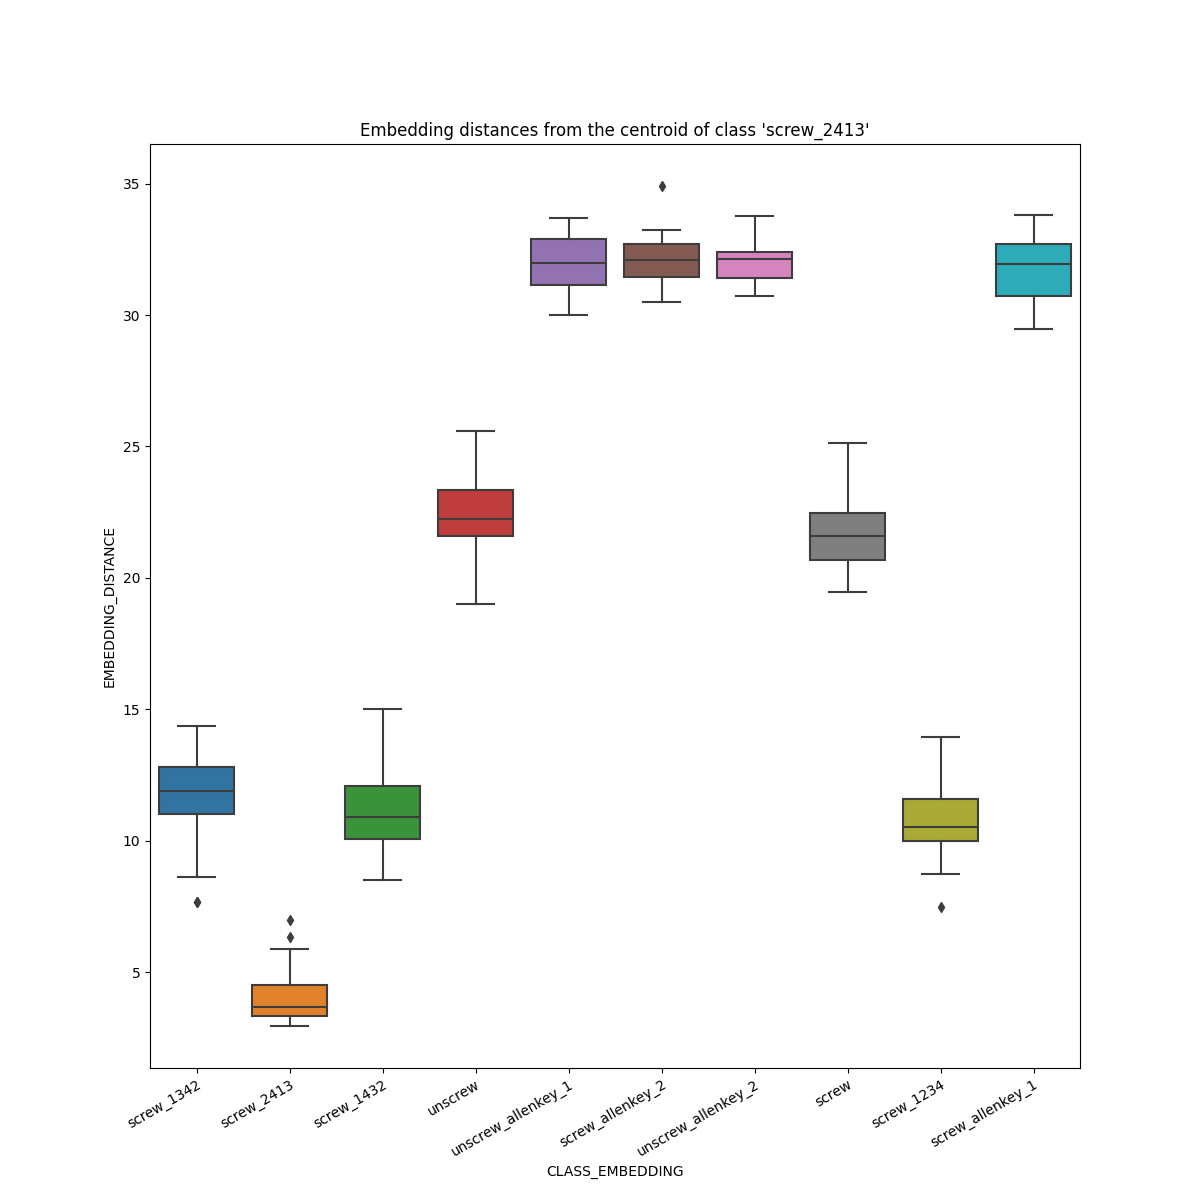 Embedding distances from the centroid of class 'screw_2413'
35
30
25
20
15
10
5
EMBEDDING_DISTANCE
screw_1342
screw_2413
screw_1432
unscrew
unscrew_allenkey_1
screw_allenkey_2
unscrew_allenkey_2
screw
screw_1234
screw_allenkey_1
CLASS_EMBEDDING